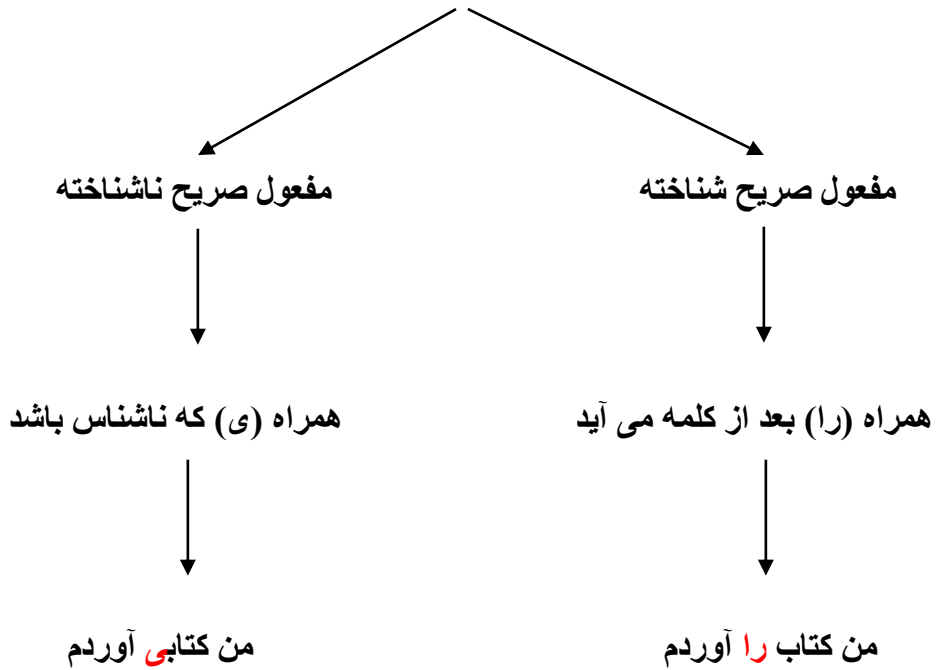 مفعول صریح شناخته
مفعول صریح ناشناخته
همراه (را) بعد از کلمه می آید
همراه (ی) که ناشناس باشد
من کتاب را آوردم
من کتابی آوردم